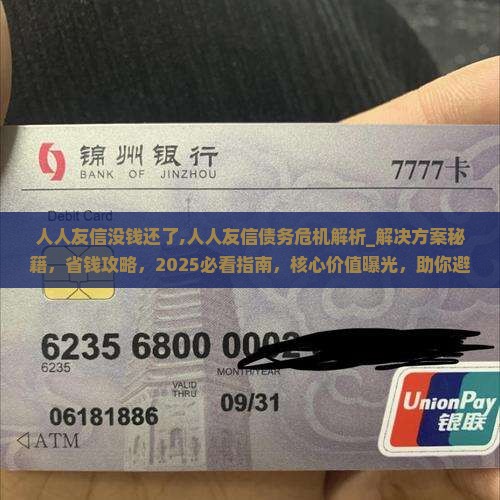 锦州银行
BANK OF JINZHOU
7777卡
Debit Card
人人友信没钱还了,人人友信债务危机解析_解决方案秘
籍，省钱攻略，2025必看指南，核心价值曝光，助你避
6235 6800 0002
6235
MONTH/YEAR
VALID
THRU
09/31
06181886
ATM
UnionPay
银联